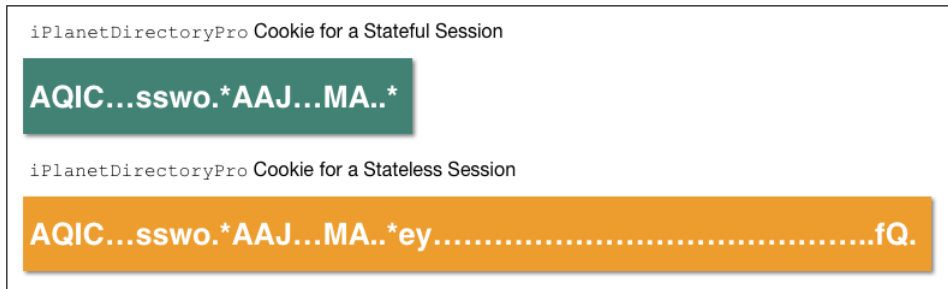 iPlanetDirectoryPro Cookie for a Stateful Session
AQIC...sswo.*AAJ...MA..*
iPlanetDirectoryPro Cookie for a Stateless Session
AQIC...sswo.*AAJ...MA..*ey…………………………………………..fQ.